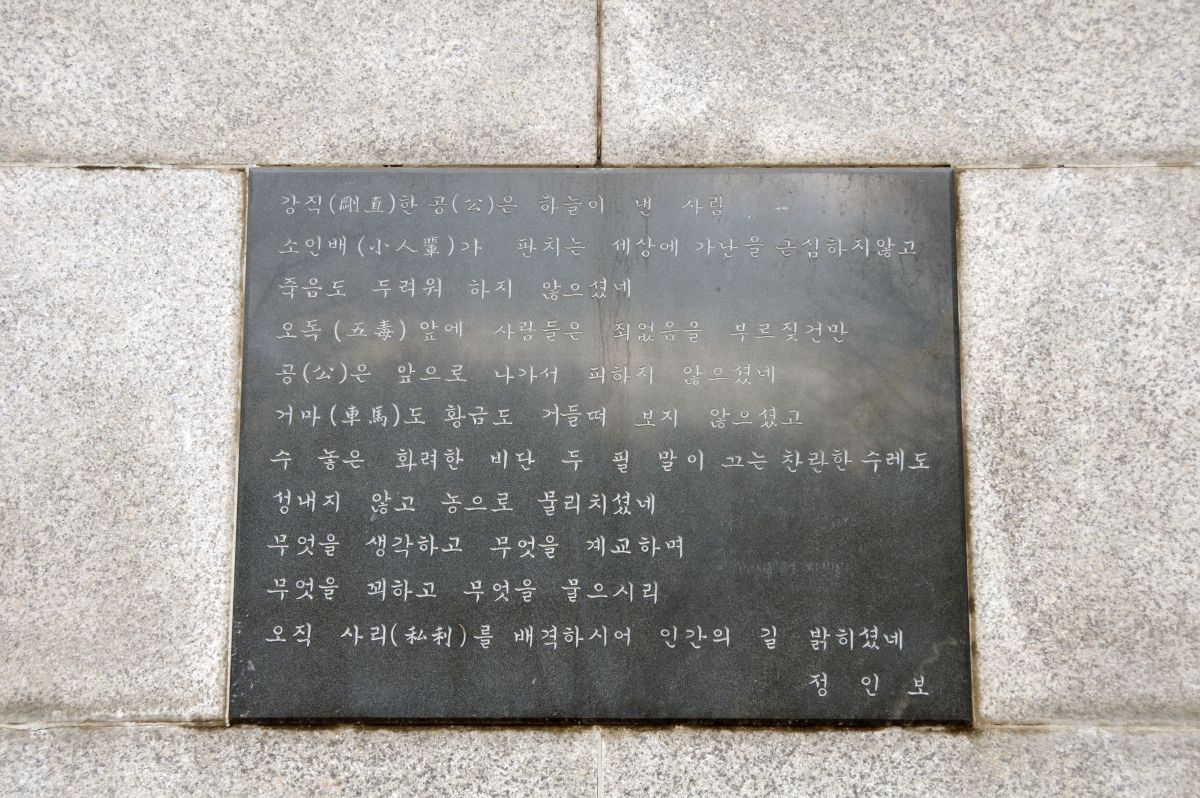 강직(剛直)한 공(公)은 하늘이 낸 사람
소인배(小人輩)가 판치는 세상에 가난을 근심하지않고
죽음도 두려워 하지 않으셨네
오독(五毒) 앞에 사람들은 죄없음을 부르짖건만
공(公)은 앞으로 나가서 피하지 않으셨네
거마(車馬)도 황금도 거들떠 보지 않으셨고
수 놓은 화려한 비단 두 필 말이 끄는 찬란한 수레도
성내지 않고 농으로 물리치셨네
무엇을 생각하고 무엇을 계교하며
무엇을 꾀하고 무엇을 물으시리
오직 사리(私利)를 배격하시어 인간의 길 밝히셨네
정 인 보